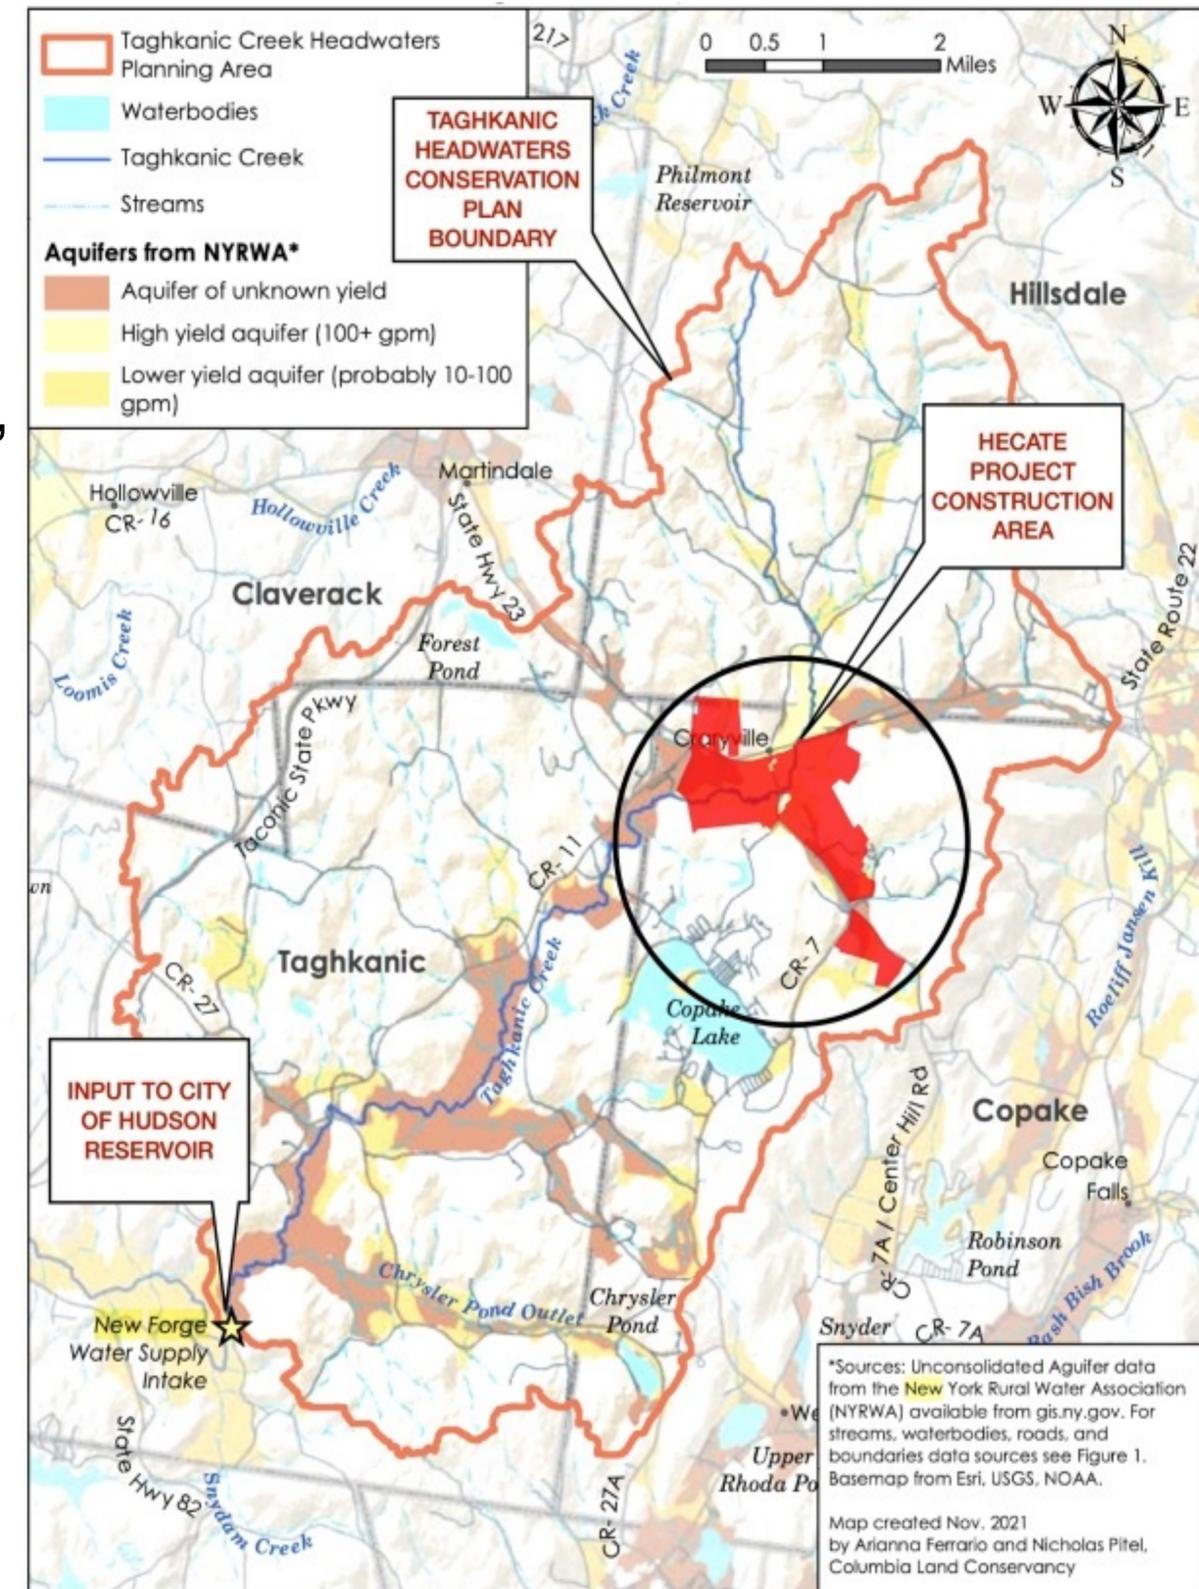 Taghkanic Creek Headwaters
Planning Area
Waterbodies
Taghkanic Creek
Streams
Aquifers from NYRWA*
Aquifer of unknown yield
High yield aquifer (100+ gpm)
Lower yield aquifer (probably 10-100
gpm)
,
217
0 0.5 1 2
Miles
N
W E
S
Creek
TAGHKANIC
HEADWATERS
CONSERVATION
PLAN
BOUNDARY
Philmont
Reservoir
Hillsdale
HECATE
PROJECT
CONSTRUCTION
AREA
Martindale
Hollowville
CR-16
Hollowville Creek
State Hwy 23
Claverack
Loomis Creek
Forest
Pond
State Route 22
Taconic State Pkwy
Craryville
CR-11
Roeliff Jansen Kill
wn
Taghkanic
CR-27
Taghkanic Creek
CR-7
Copake
Lake
INPUT TO CITY
OF HUDSON
RESERVOIR
CR-7A / Center Hill Rd
Copake
Copake
Falls
Robinson
Pond
Bash Bish Brook
Chrysler Pond Outlet
Chrysler
Pond
New Forge
Water Supply
Intake
Snyder
CR-7A
We
Upper
Rhoda Po
State Hwy 82
Snydam Creek
CR-27A
*Sources: Unconsolidated Aguifer data
from the New York Rural Water Association
(NYRWA) available from gis.ny.gov. For
streams, waterbodies, roads, and
boundaries data sources see Figure 1.
Basemap from Esri, USGS, NOAA.
Map created Nov. 2021
by Arianna Ferrario and Nicholas Pitel,
Columbia Land Conservancy